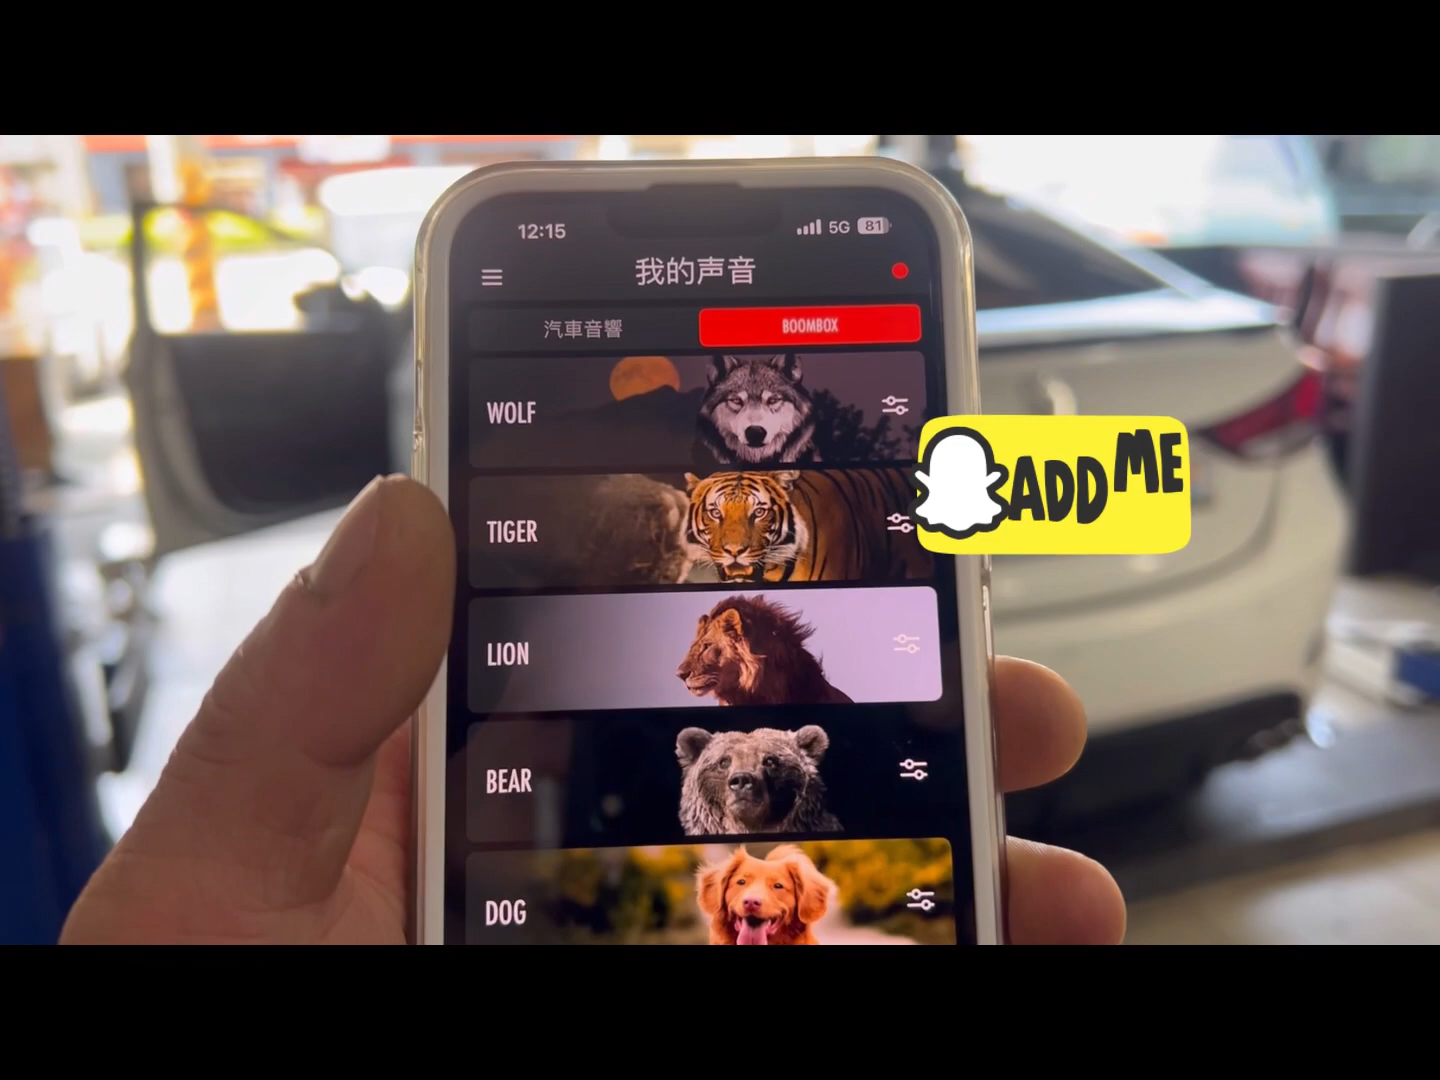 12:15
5G 81
我的声音
汽車音響
BOOMBOX
WOLF
TIGER
ADD ME
LION
BEAR
DOG